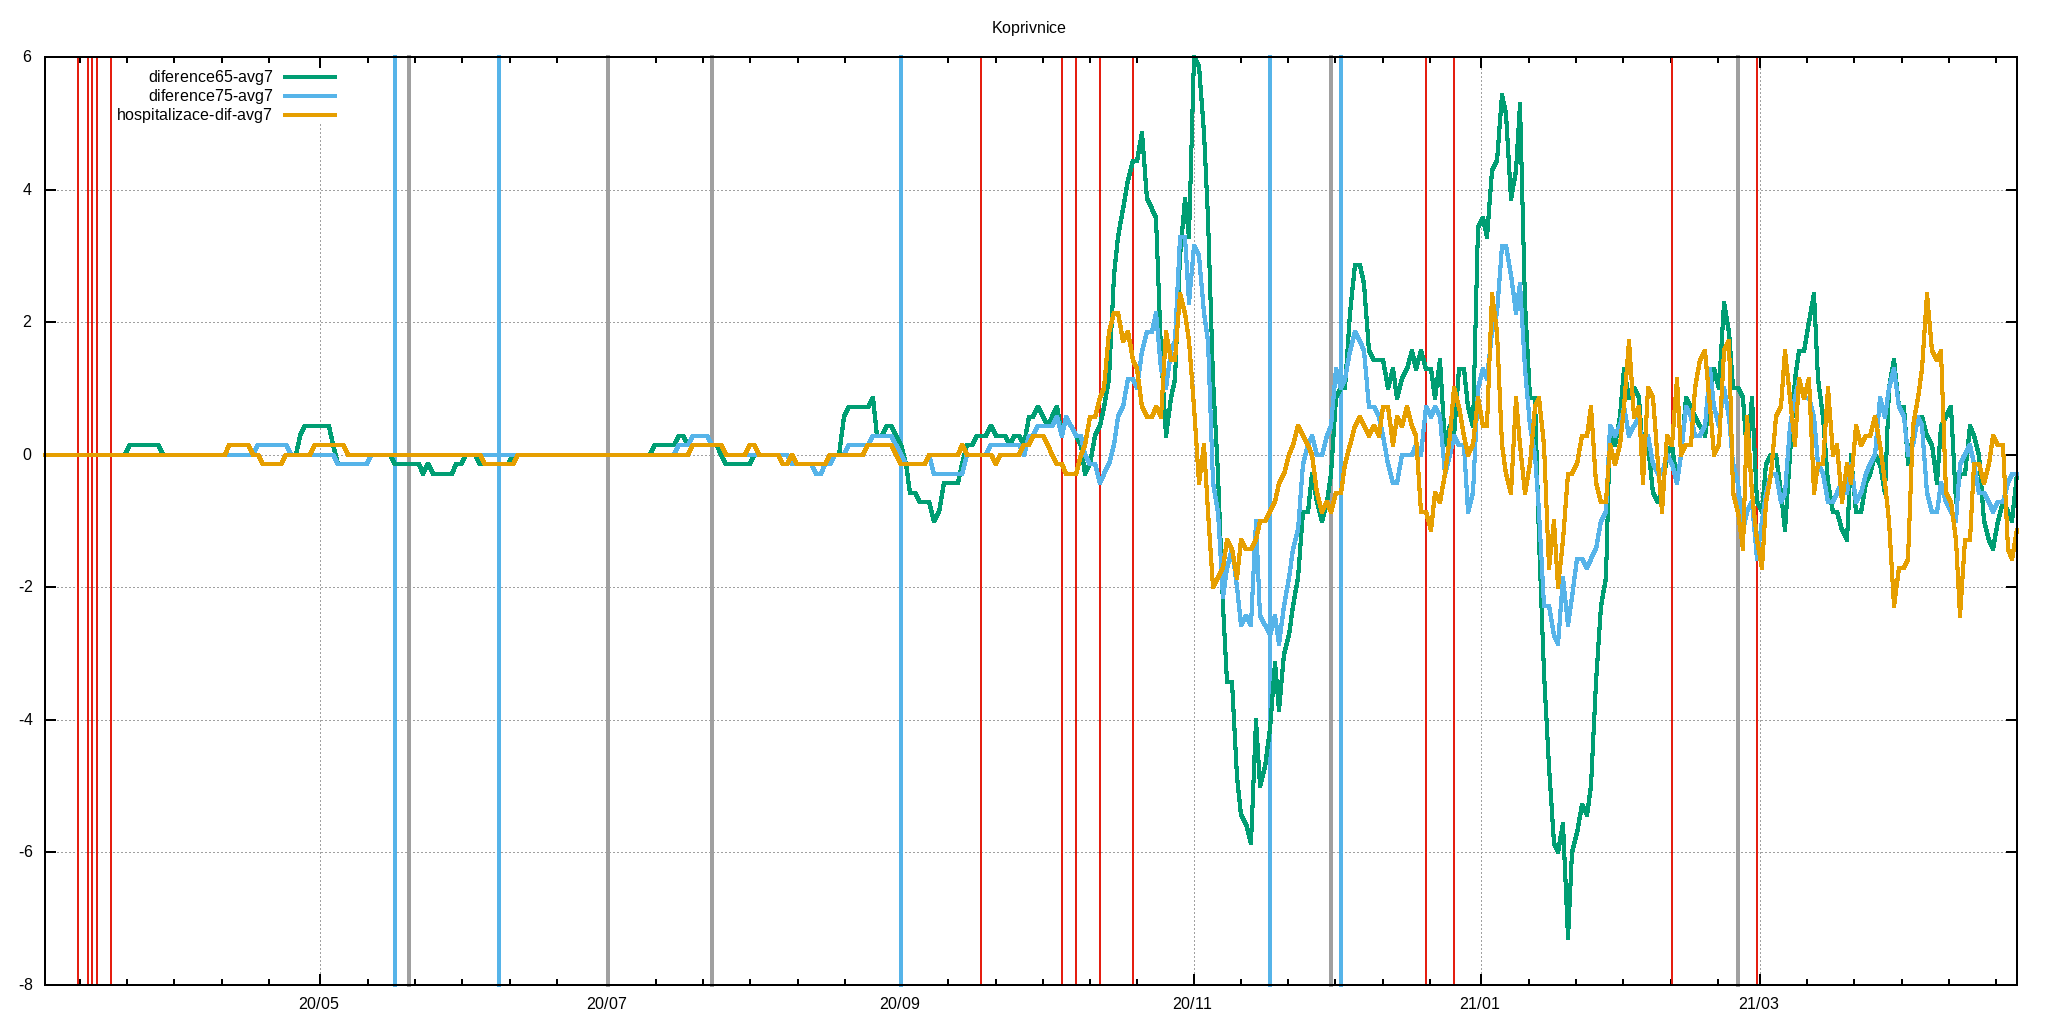 Koprivnice
diference65-avg7
diference75-avg7
hospitalizace-dif-avg7
6
4
2
0
-2
-4
-6
-8
20/05 20/07 20/09 20/11 21/01 21/03